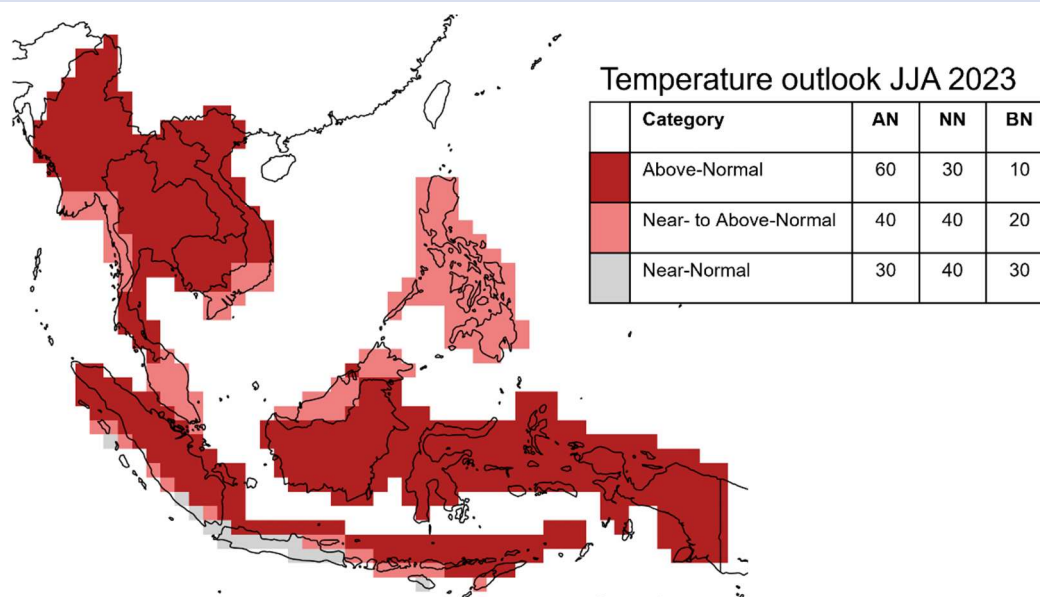 Temperature outlook JJA 2023
Category AN NN BN
Above-Normal 60 30 10
Near- to Above-Normal 40 40 20
Near-Normal 30 40 30